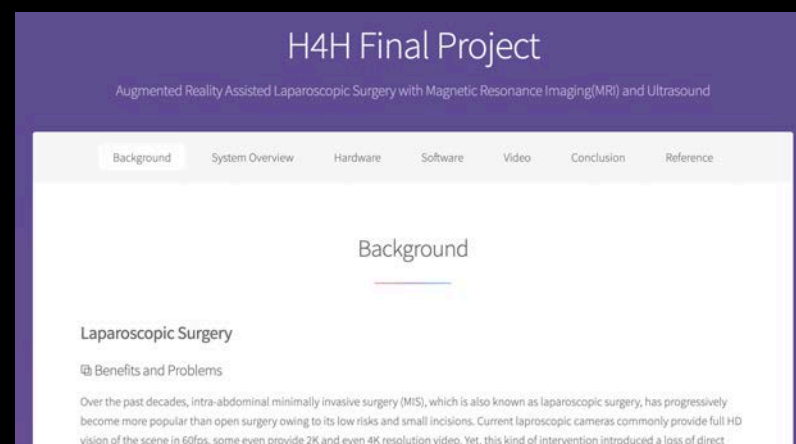 H4H Final Project
Augmented Reality Assisted Laparoscopic Surgery with Magnetic Resonance Imaging(MRI) and Ultrasound
Background System Overview Hardware Software Video Conclusion Reference
Background
Laparoscopic Surgery
Benefits and Problems
Over the past decades, intra-abdominal minimally invasive surgery (MIS), which is also known as laparoscopic surgery, has progressively
become more popular than open surgery owing to its low risks and small incisions. Current laproscopic cameras commonly provide full HD
vision of the scene in 60fps, some even provide 2K and even 4K resolution video. Yet, this kind of intervention introduced a loss of direct